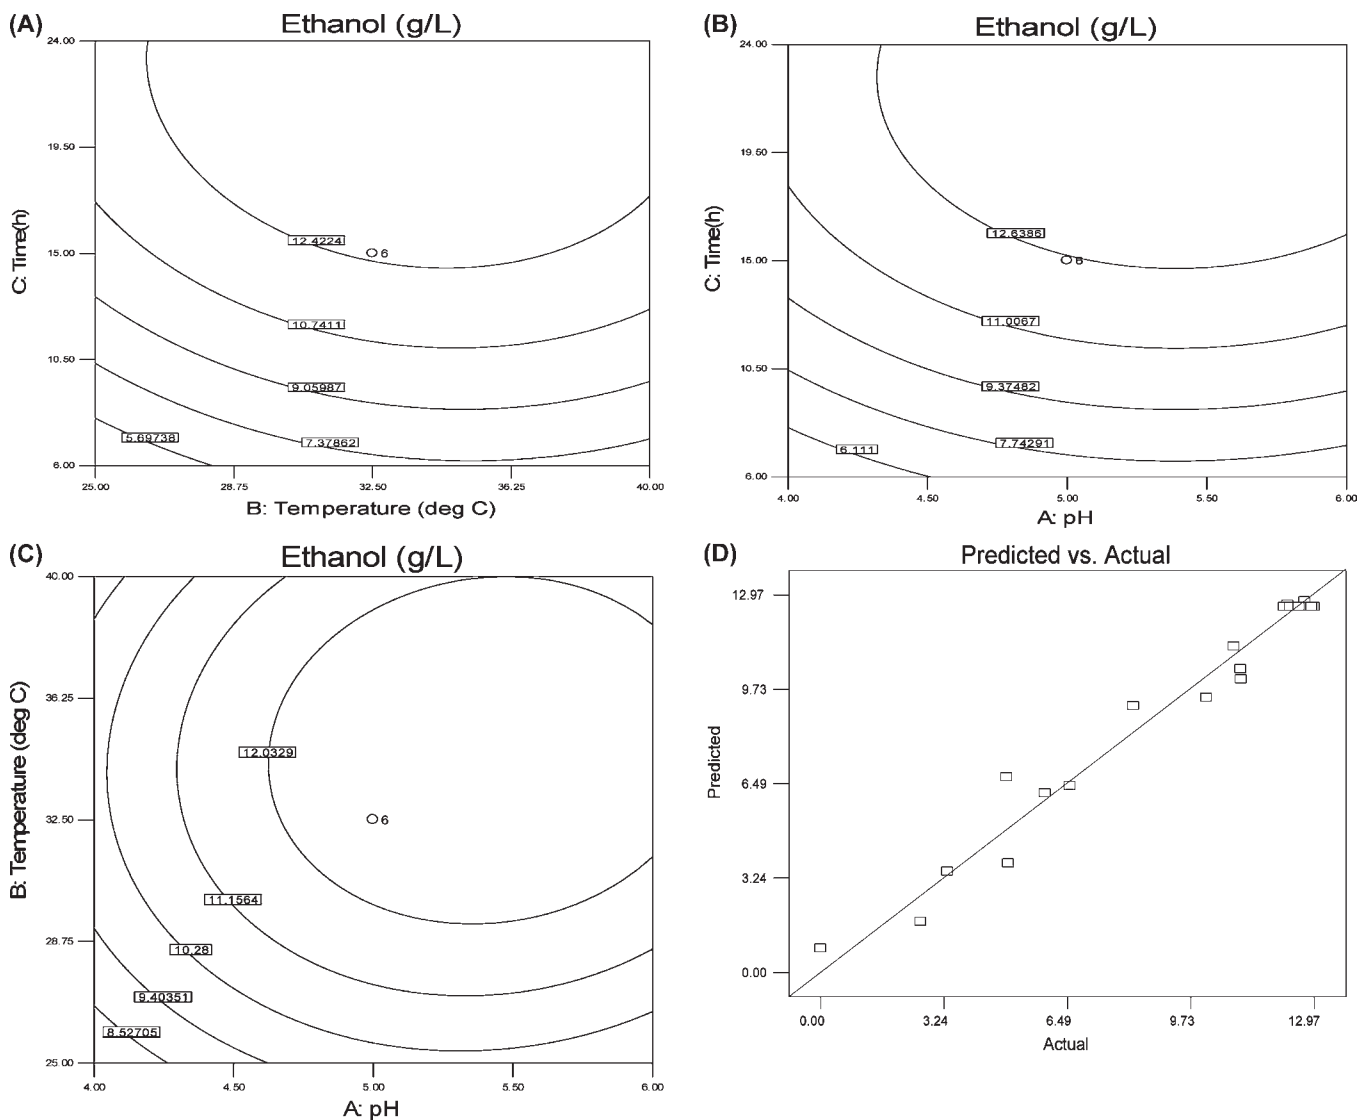 (A)
Ethanol (g/L)
24.00
19.50
15.00
10.50
6.00
C: Time(h)
12.4224
6
10.7411
9.05987
5.69738
7.37862
25.00 28.75 32.50 36.25 40.00
B: Temperature (deg C)
(B)
Ethanol (g/L)
24.00
19.50
15.00
10.50
6.00
C: Time(h)
12.6386
6
11.0067
9.37482
7.74291
6.111
4.00 4.50 5.00 5.50 6.00
A: pH
(C)
Ethanol (g/L)
40.00
36.25
32.50
28.75
25.00
B: Temperature (deg C)
12.0329
6
11.1564
10.28
9.40351
8.52705
4.00 4.50 5.00 5.50 6.00
A: pH
(D)
Predicted vs. Actual
12.97
9.73
6.49
3.24
0.00
Predicted
0.00 3.24 6.49 9.73 12.97
Actual